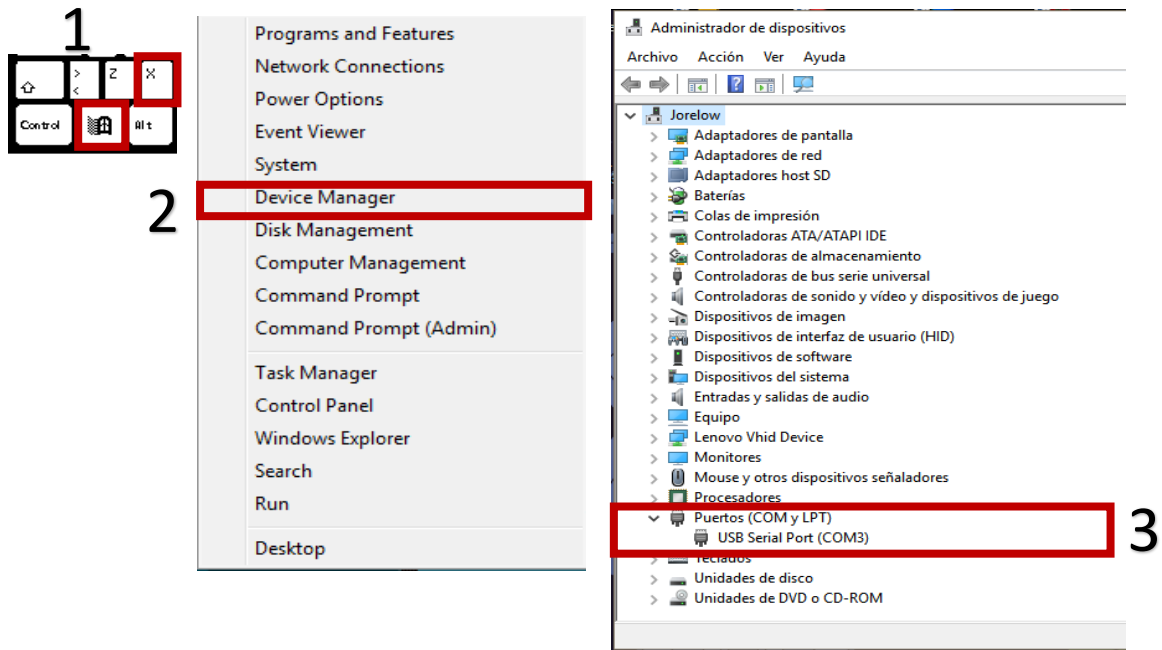 1
>
<
Z
X
Control
Alt
2
Programs and Features
Network Connections
Power Options
Event Viewer
System
Device Manager
Disk Management
Computer Management
Command Prompt
Command Prompt (Admin)
Task Manager
Control Panel
Windows Explorer
Search
Run
Desktop
Administrador de dispositivos
Archivo Acción Ver Ayuda
Jorelow
Adaptadores de pantalla
Adaptadores de red
Adaptadores host SD
Baterías
Colas de impresión
Controladoras ATA/ATAPI IDE
Controladoras de almacenamiento
Controladoras de bus serie universal
Controladoras de sonido y vídeo y dispositivos de juego
Dispositivos de imagen
Dispositivos de interfaz de usuario (HID)
Dispositivos de software
Dispositivos del sistema
Entradas y salidas de audio
Equipo
Lenovo Vhid Device
Monitores
Mouse y otros dispositivos señaladores
Procesadores
Puertos (COM y LPT)
USB Serial Port (COM3)
3
Teclados
Unidades de disco
Unidades de DVD o CD-ROM